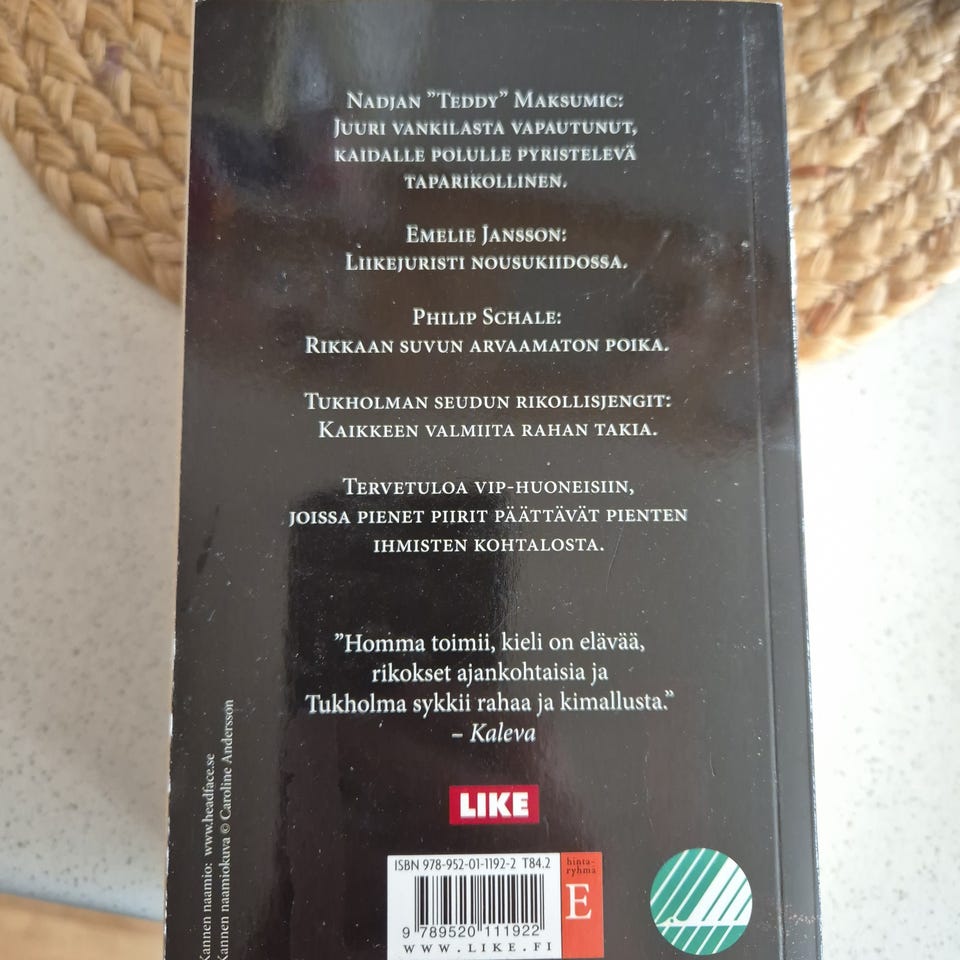 NADJAN ”TEDDY” MAKSUMIC:
JUURI VANKILASTA VAPAUTUNUT,
KAIDALLE POLULLE PYRISTELEVÄ
TAPARIKOLLINEN.
EMELIE JANSSON:
LIIKEJURISTI NOUSUKIIDOSSA.
PHILIP SCHALE:
RIKKAAN SUVUN ARVAAMATON POIKA.
TUKHOLMAN SEUDUN RIKOLLISJENGIT:
KAIKKEEN VALMIITA RAHAN TAKIA.
TERVETULOA VIP-HUONEISIIN,
JOISSA PIENET PIIRIT PÄÄTTÄVÄT PIENTEN
IHMISTEN KOHTALOSTA.
”Homma toimii, kieli on elävää,
rikokset ajankohtaisia ja
Tukholma sykkii rahaa ja kimallusta.”
– Kaleva
LIKE
ISBN 978-952-01-1192-2 T84.2
hinta-
ryhmä
E
9 789520 111922
WWW.LIKE.FI
Kannen naamio: www.headface.se
Kannen naamiokuva © Caroline Andersson